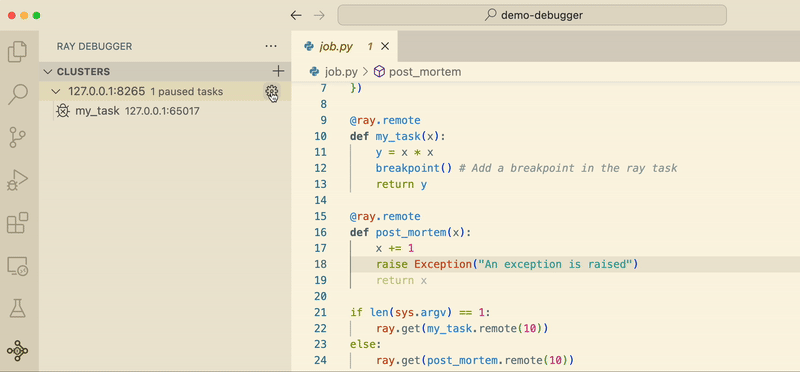 demo-debugger
RAY DEBUGGER
CLUSTERS
127.0.0.1:8265 1 paused tasks
my_task 127.0.0.1:65017
job.py 1
job.py > post_mortem
7 })
8
9 @ray.remote
10 def my_task(x):
11 y = x * x
12 breakpoint() # Add a breakpoint in the ray task
13 return y
14
15 @ray.remote
16 def post_mortem(x):
17 x += 1
18 raise Exception("An exception is raised")
19 return x
20
21 if len(sys.argv) == 1:
22 ray.get(my_task.remote(10))
23 else:
24 ray.get(post_mortem.remote(10))